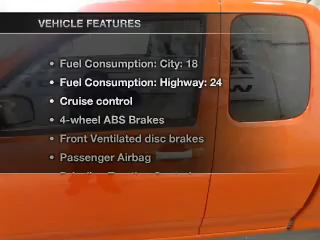 VEHICLE FEATURES
• Fuel Consumption: City: 18
• Fuel Consumption: Highway: 24
• Cruise control
• 4-wheel ABS Brakes
• Front Ventilated disc brakes
• Passenger Airbag